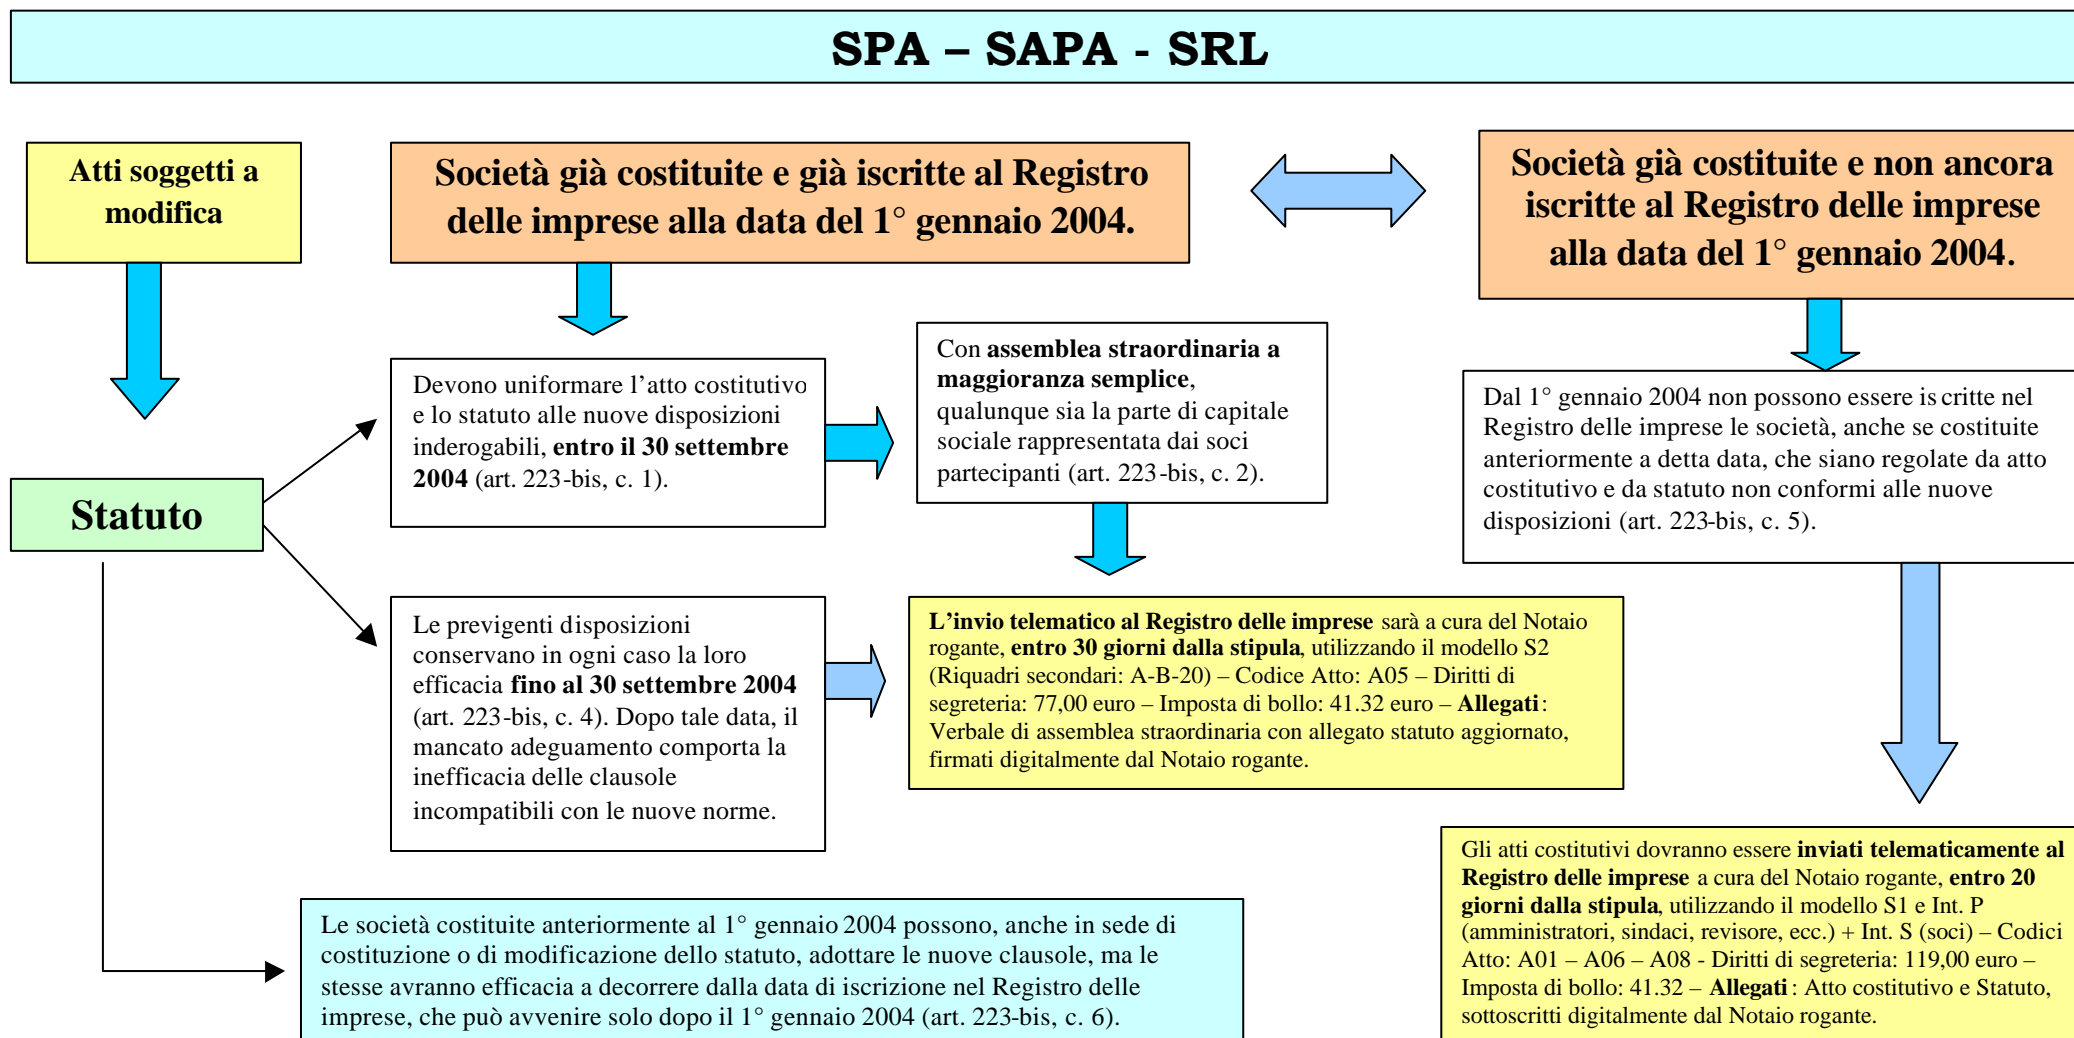 SPA – SAPA - SRL
Atti soggetti a
modifica
Società già costituite e già iscritte al Registro
delle imprese alla data del 1° gennaio 2004.
Società già costituite e non ancora
iscritte al Registro delle imprese
alla data del 1° gennaio 2004.
Statuto
Devono uniformare l’atto costitutivo
e lo statuto alle nuove disposizioni
inderogabili, entro il 30 settembre
2004 (art. 223-bis, c. 1).
Con assemblea straordinaria a
maggioranza semplice,
qualunque sia la parte di capitale
sociale rappresentata dai soci
partecipanti (art. 223-bis, c. 2).
Dal 1° gennaio 2004 non possono essere is critte nel
Registro delle imprese le società, anche se costituite
anteriormente a detta data, che siano regolate da atto
costitutivo e da statuto non conformi alle nuove
disposizioni (art. 223-bis, c. 5).
Le previgenti disposizioni
conservano in ogni caso la loro
efficacia fino al 30 settembre 2004
(art. 223-bis, c. 4). Dopo tale data, il
mancato adeguamento comporta la
inefficacia delle clausole
incompatibili con le nuove norme.
L’invio telematico al Registro delle imprese sarà a cura del Notaio
rogante, entro 30 giorni dalla stipula, utilizzando il modello S2
(Riquadri secondari: A-B-20) – Codice Atto: A05 – Diritti di
segreteria: 77,00 euro – Imposta di bollo: 41.32 euro – Allegati:
Verbale di assemblea straordinaria con allegato statuto aggiornato,
firmati digitalmente dal Notaio rogante.
Le società costituite anteriormente al 1° gennaio 2004 possono, anche in sede di
costituzione o di modificazione dello statuto, adottare le nuove clausole, ma le
stesse avranno efficacia a decorrere dalla data di iscrizione nel Registro delle
imprese, che può avvenire solo dopo il 1° gennaio 2004 (art. 223-bis, c. 6).
Gli atti costitutivi dovranno essere inviati telematicamente al
Registro delle imprese a cura del Notaio rogante, entro 20
giorni dalla stipula, utilizzando il modello S1 e Int. P
(amministratori, sindaci, revisore, ecc.) + Int. S (soci) – Codici
Atto: A01 – A06 – A08 - Diritti di segreteria: 119,00 euro –
Imposta di bollo: 41.32 – Allegati : Atto costitutivo e Statuto,
sottoscritti digitalmente dal Notaio rogante.